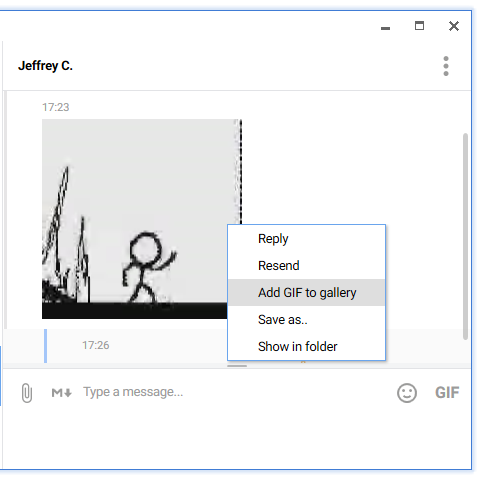 Jeffrey C.
17:23
Reply
Resend
Add GIF to gallery
Save as..
Show in folder
17:26
M
Type a message...
GIF